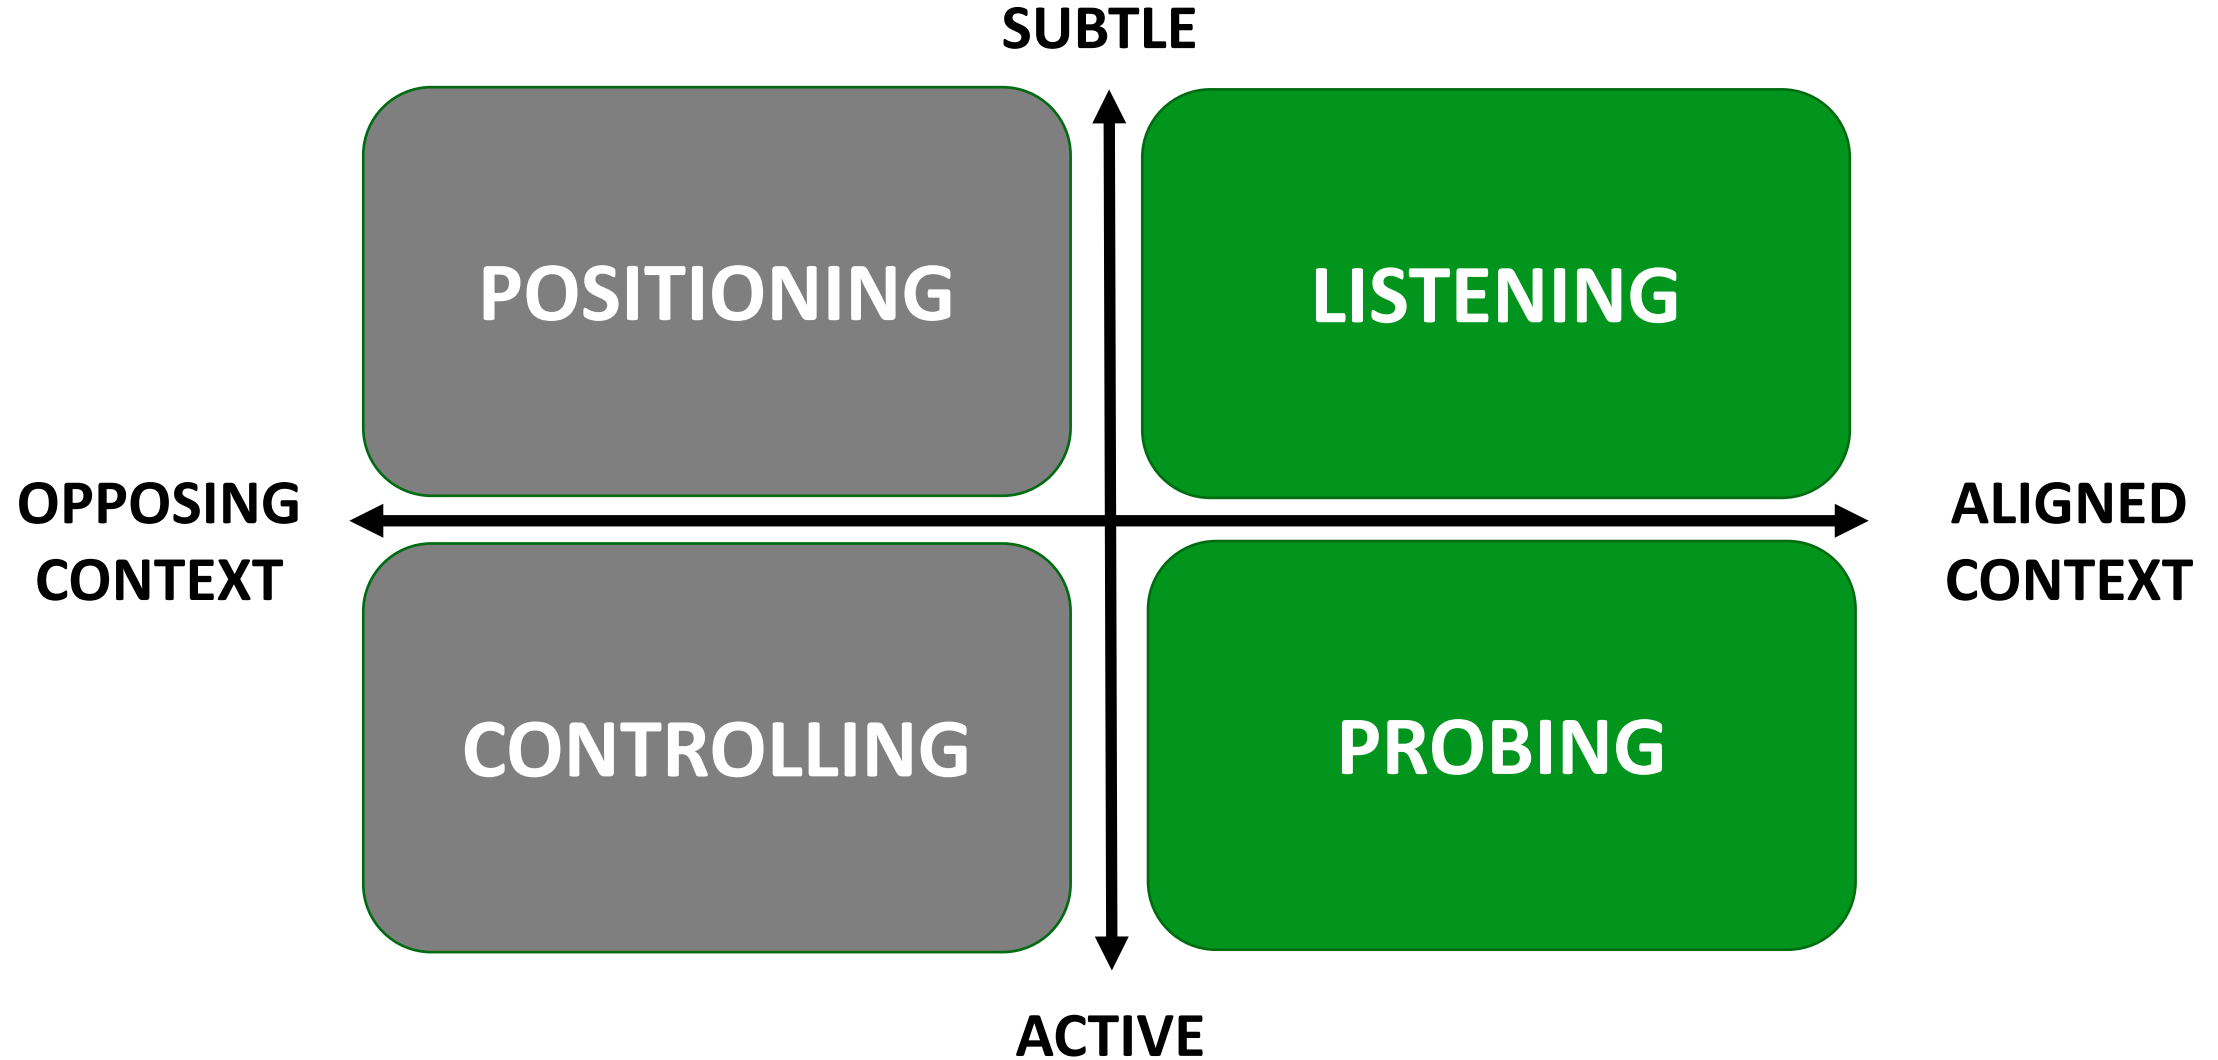 SUBTLE
POSITIONING
LISTENING
OPPOSING
CONTEXT
ALIGNED
CONTEXT
CONTROLLING
PROBING
ACTIVE